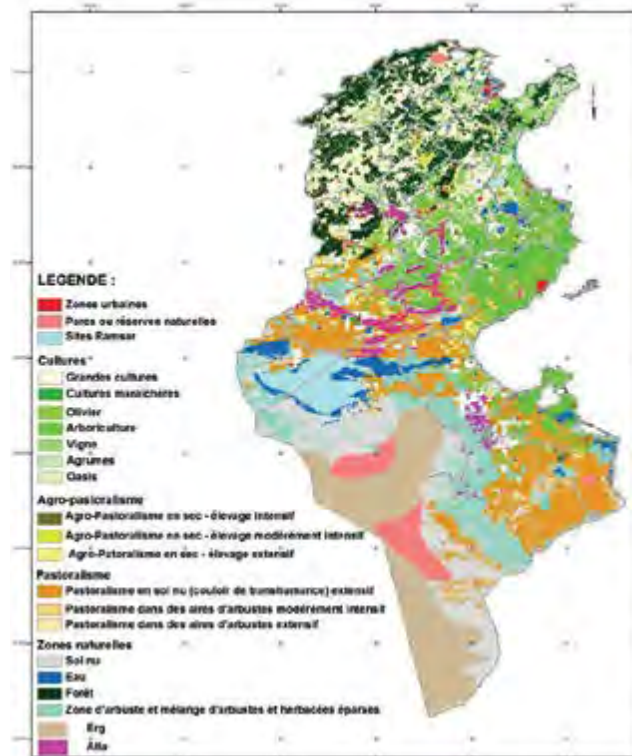 LEGENDE :
Zones urbaines
Parcs ou réserves naturelles
Sites Ramsar
Cultures
Grandes cultures
Cultures maraichères
Olivier
Arboriculture
Vigne
Agrumes
Oasis
Agro-pasioralisme
Agro-Pastoralisme en sec - élevage intensif
Agro-Pastoralisme en sec - élevage modérément intensif
Agro-Patoralisme en sec - élevage extensif
Pastoralisme
Pastoralisme en sol nu (couloir de transhumance) extensif
Pastoralisme dans des aires d'arbustes modérément intensif
Pastoralisme dans des aires d'arbustes extensif
Zones naturelles
Sol nu
Eau
Forêt
Zone d'arbuste et mélange d'arbustes et herbacées éparses
Erg
Alfa